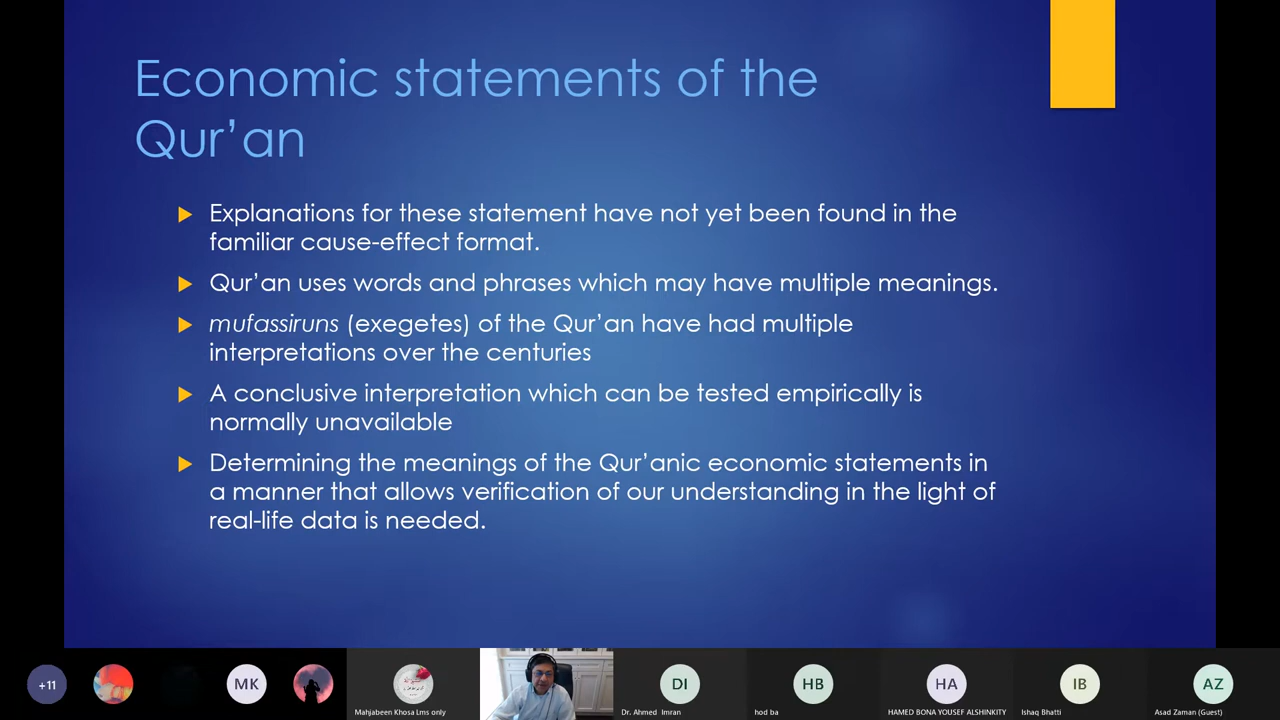 Economic statements of the
Qur’an
Explanations for these statement have not yet been found in the
familiar cause-effect format.
Qur’an uses words and phrases which may have multiple meanings.
mufassiruns (exegetes) of the Qur’an have had multiple
interpretations over the centuries
A conclusive interpretation which can be tested empirically is
normally unavailable
Determining the meanings of the Qur’anic economic statements in
a manner that allows verification of our understanding in the light of
real-life data is needed.
+11
MK
DI
HB
HA
IB
AZ
Mahjabeen Khosa Lms only
Dr. Ahmed Imran
hod ba
HAMED BONA YOUSEF ALSHINKITY
Ishaq Bhatti
Asad Zaman (Guest)